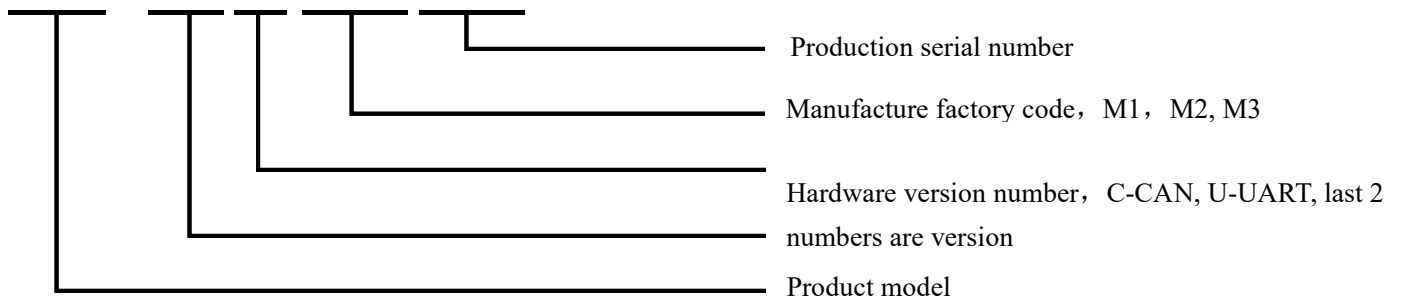 Production serial number
Manufacture factory code，M1，M2, M3
Hardware version number，C-CAN, U-UART, last 2
numbers are version
Product model